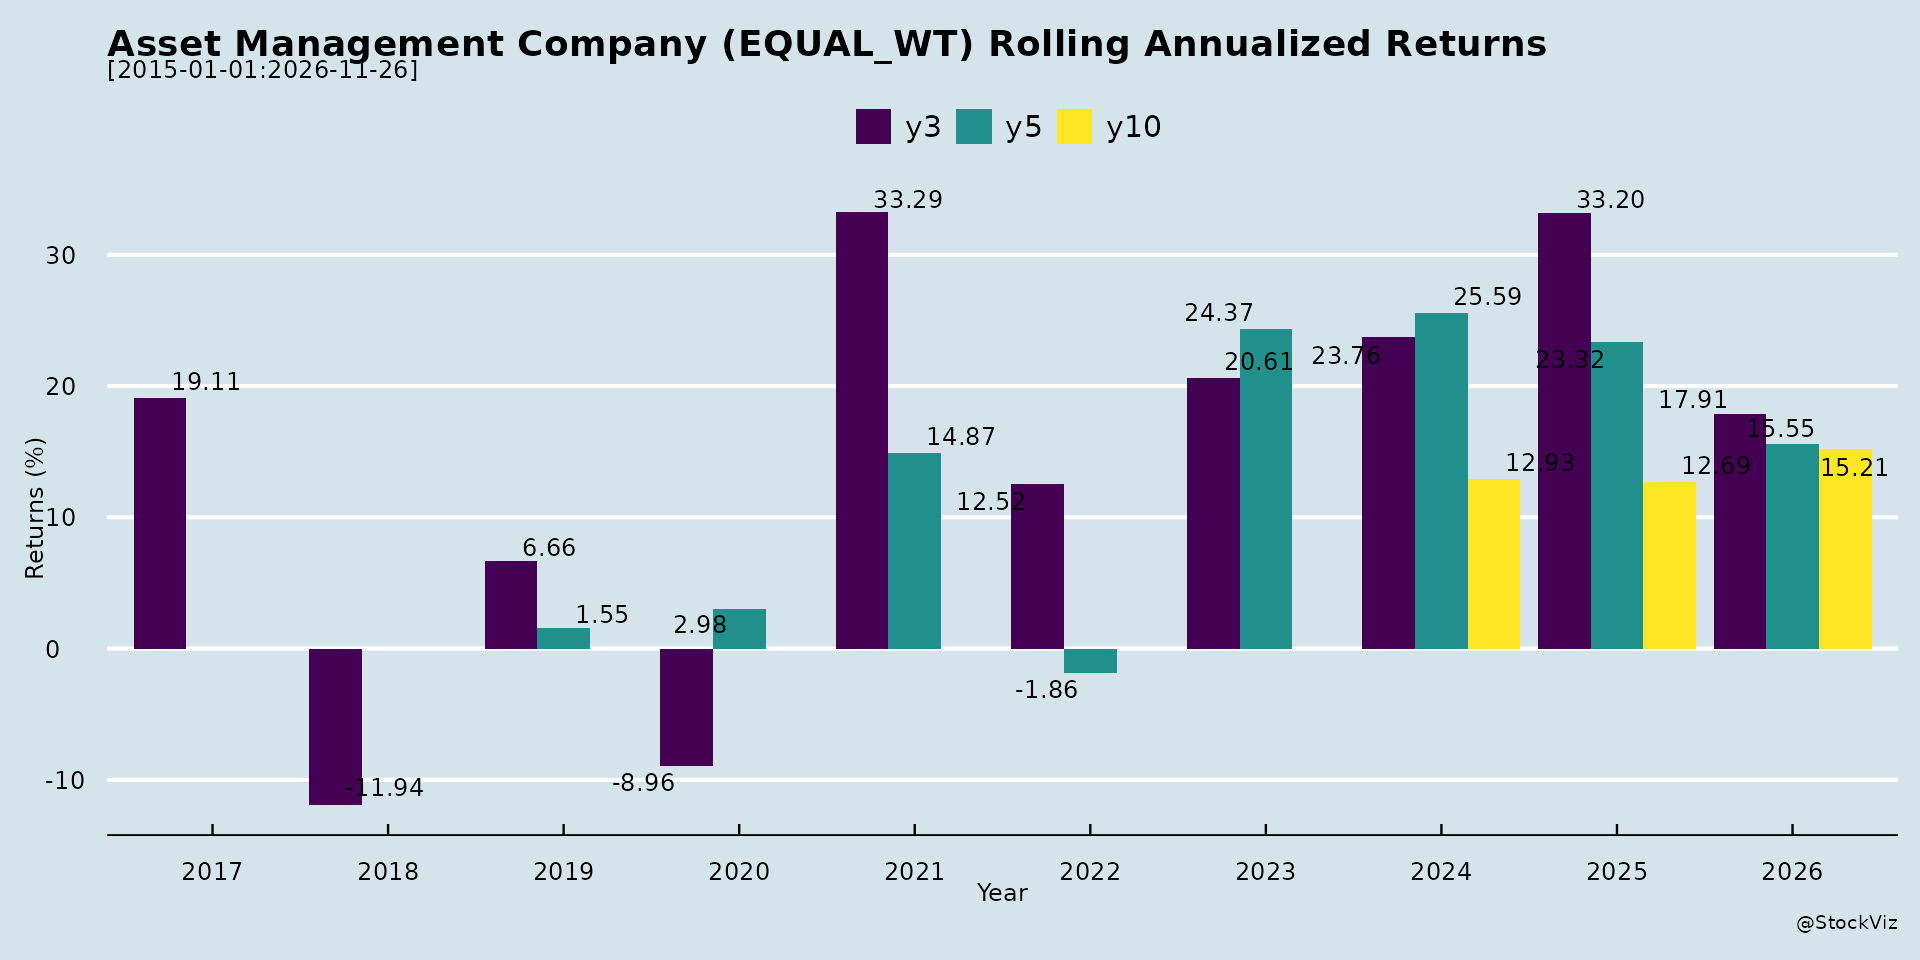 Asset Management Company (EQUAL_WT) Rolling Annualized Returns
[2015-01-01:2026-11-26]
y3 y5 y10
33.29 33.20
30
25.59
24.37
20.61 23.76 23.32
20
19.11
17.91
15.55
14.87
12.93 12.69 15.21
12.52
10
6.66
1.55
2.98
0
-1.86
-10
-11.94 -8.96
Returns (%)
2017 2018 2019 2020 2021 2022 2023 2024 2025 2026
Year
@StockViz